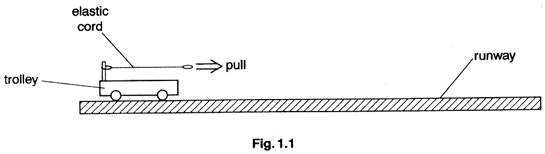 elastic
cord
pull
trolley
runway
Fig. 1.1